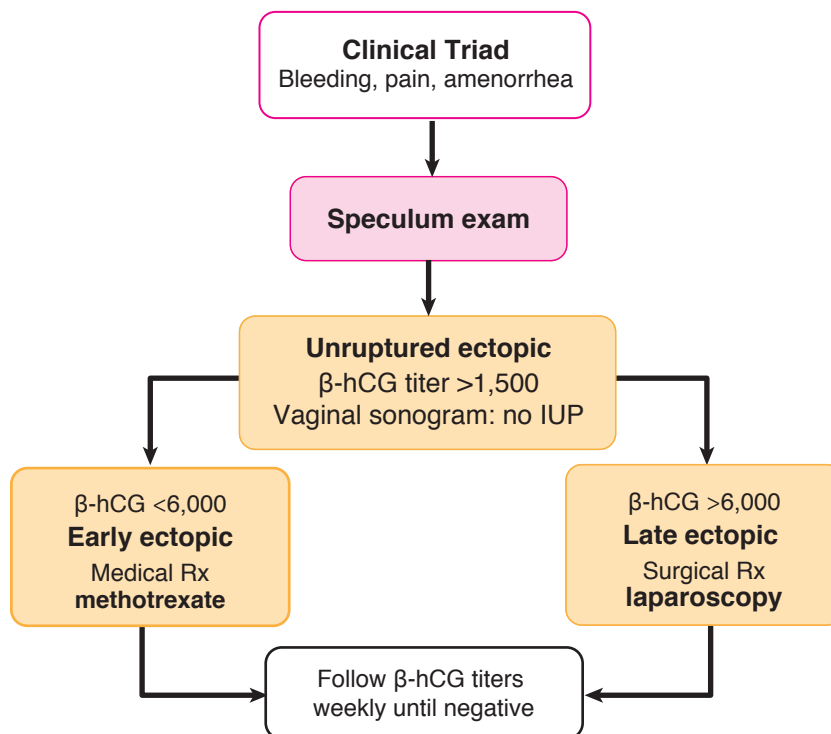 Clinical Triad
Bleeding, pain, amenorrhea
Speculum exam
Unruptured ectopic
β-hCG titer >1,500
Vaginal sonogram: no IUP
β-hCG <6,000
Early ectopic
Medical Rx
methotrexate
β-hCG >6,000
Late ectopic
Surgical Rx
laparoscopy
Follow β-hCG titers
weekly until negative